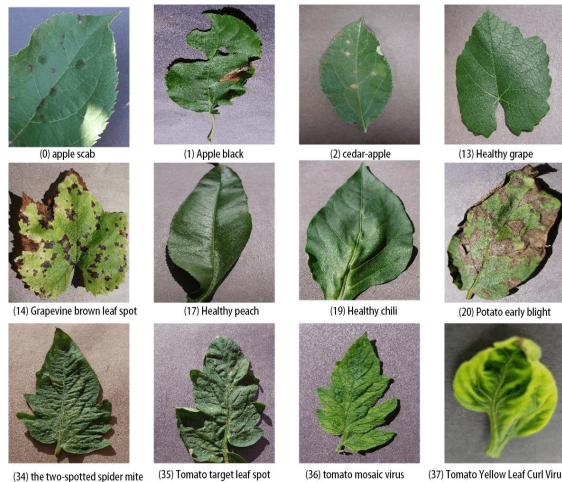 (0) apple scab
(1) Apple black
(2) cedar-apple
(13) Healthy grape
(14) Grapevine brown leaf spot
(17) Healthy peach
(19) Healthy chili
(20) Potato early blight
(34) the two-spotted spider mite
(35) Tomato target leaf spot
(36) tomato mosaic virus
(37) Tomato Yellow Leaf Curl Viru